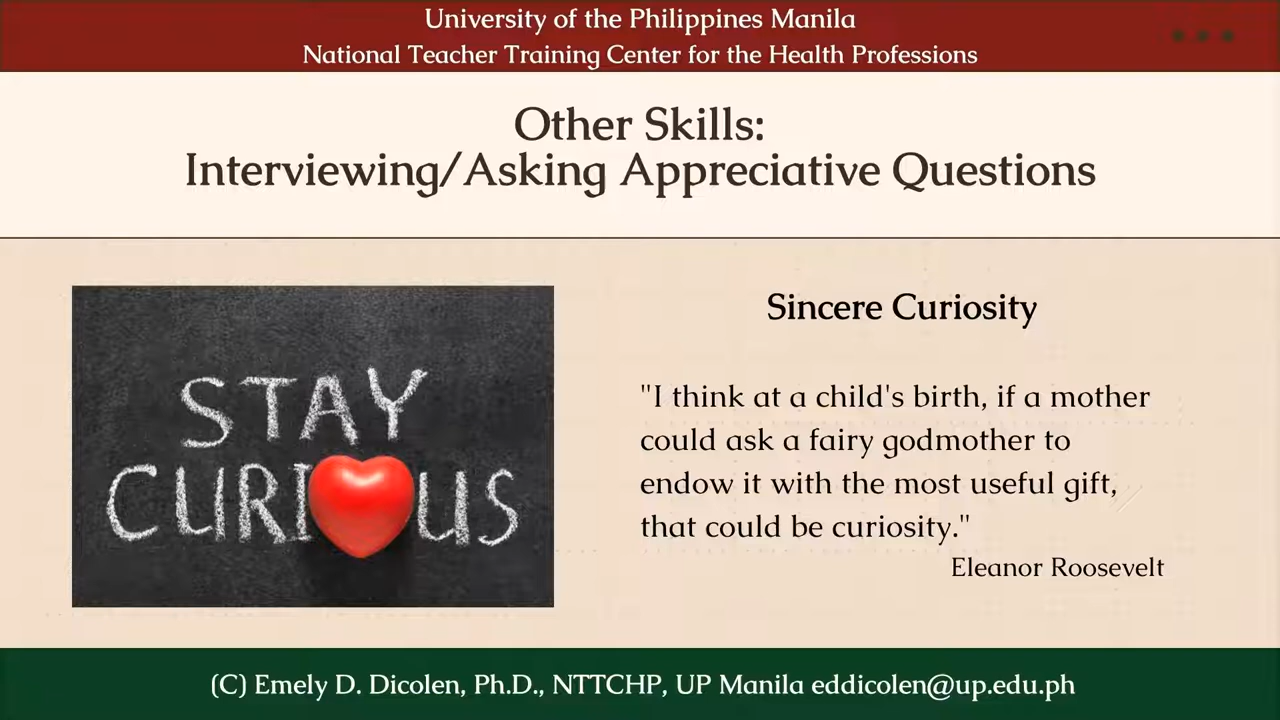 University of the Philippines Manila
National Teacher Training Center for the Health Professions
Other Skills:
Interviewing/Asking Appreciative Questions
STAY
CURI US
Sincere Curiosity
"I think at a child's birth, if a mother
could ask a fairy godmother to
endow it with the most useful gift,
that could be curiosity."
Eleanor Roosevelt
(C) Emely D. Dicolen, Ph.D., NTTCHP, UP Manila eddicolen@up.edu.ph